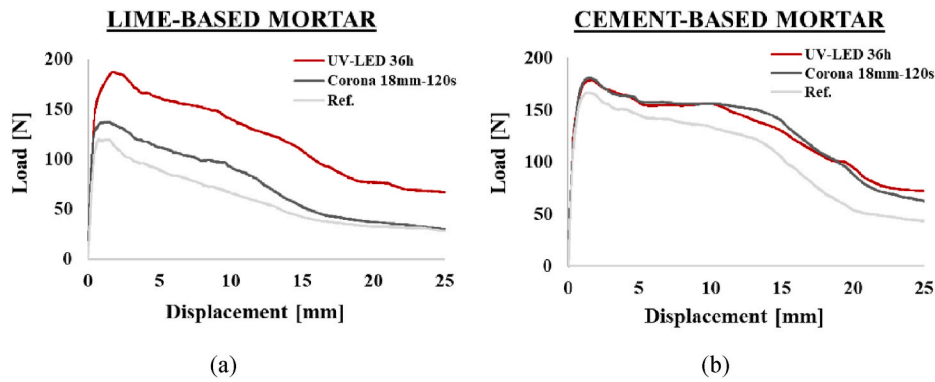 LIME-BASED MORTAR
Load [N]
200
150
100
50
0
UV-LED 36h
Corona 18mm-120s
Ref.
0 5 10 15 20 25
Displacement [mm]
(a)
CEMENT-BASED MORTAR
Load [N]
200
150
100
50
0
UV-LED 36h
Corona 18mm-120s
Ref.
0 5 10 15 20 25
Displacement [mm]
(b)